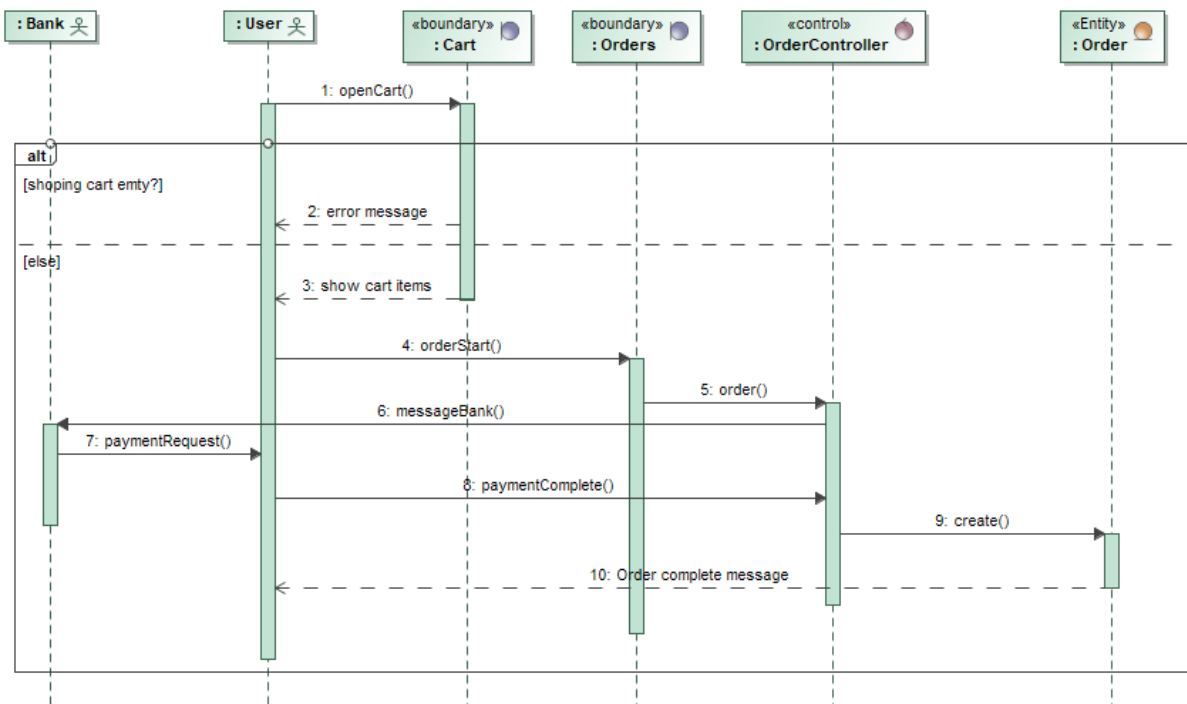 : Bank
: User
«boundary»
: Cart
«boundary»
: Orders
«control»
: OrderController
«Entity»
: Order
1: openCart()
alt
[shoping cart emty?]
2: error message
[else]
3: show cart items
4: orderStart()
5: order()
6: messageBank()
7: paymentRequest()
8: paymentComplete()
9: create()
10: Order complete message